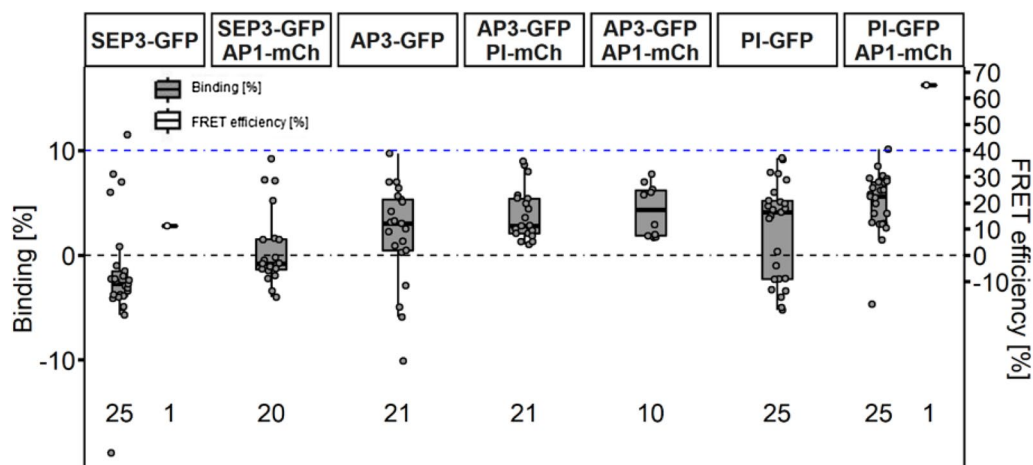 SEP3-GFP
SEP3-GFP
AP1-mCh
AP3-GFP
AP3-GFP
PI-mCh
AP3-GFP
AP1-mCh
PI-GFP
PI-GFP
AP1-mCh
Binding [%]
FRET efficiency [%]
Binding [%]
10
0
-10
70
60
50
40
30
20
10
0
-10
FRET efficiency [%]
25 1 20 21 21 10 25 25 1